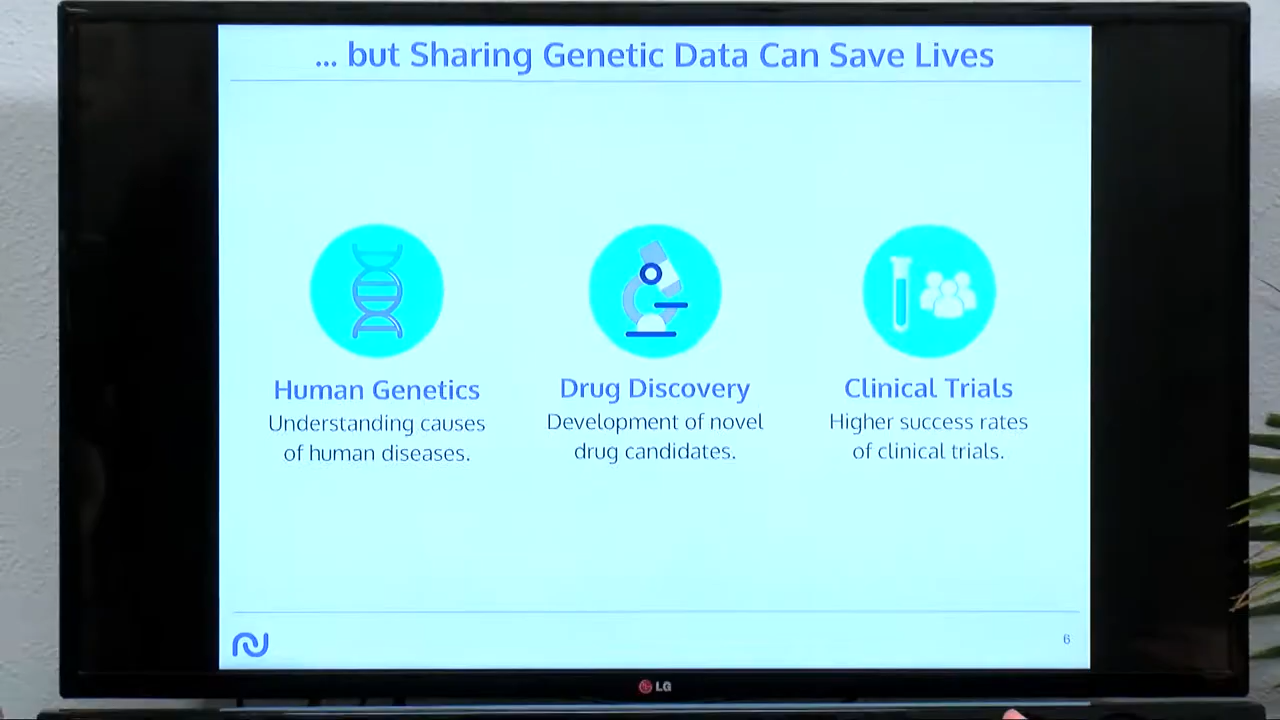 ... but Sharing Genetic Data Can Save Lives
Human Genetics
Understanding causes
of human diseases.
Drug Discovery
Development of novel
drug candidates.
Clinical Trials
Higher success rates
of clinical trials.
6
LG